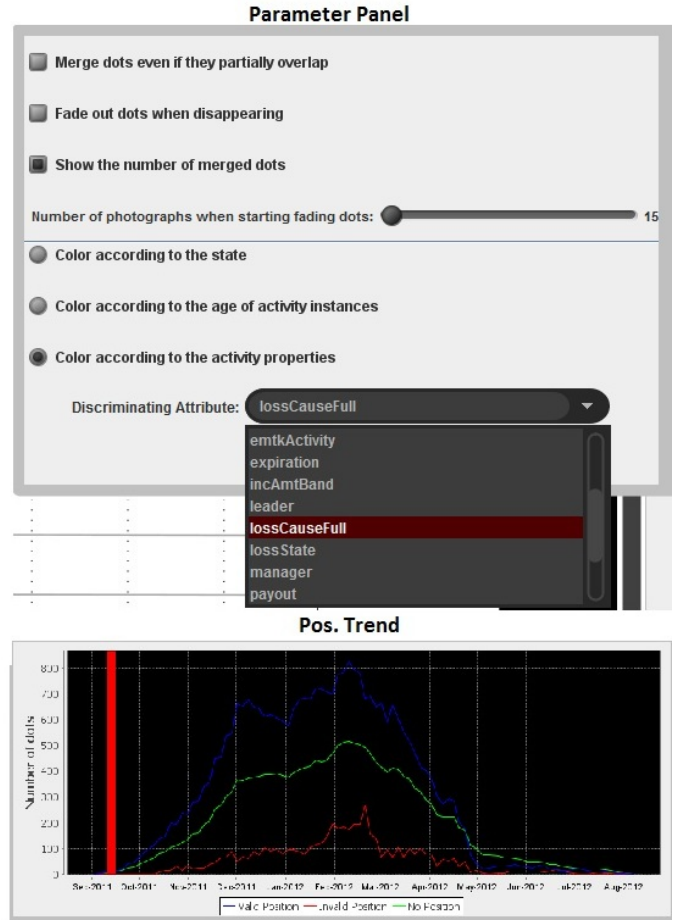 Parameter Panel
Merge dots even if they partially overlap
Fade out dots when disappearing
Show the number of merged dots
Number of photographs when starting fading dots: 15
Color according to the state
Color according to the age of activity instances
Color according to the activity properties
Discriminating Attribute: lossCauseFull
emtkActivity
expiration
incAmtBand
leader
lossCauseFull
lossState
manager
payout
Pos. Trend
Number of dots
800
700
600
500
400
300
200
100
0
Sep-2011 Oct-2011 Nov-2011 Dec-2011 Jan-2012 Feb-2012 Mar-2012 Apr-2012 May-2012 Jun-2012 Jul-2012 Aug-2012
Valid Position Invalid Position No Position